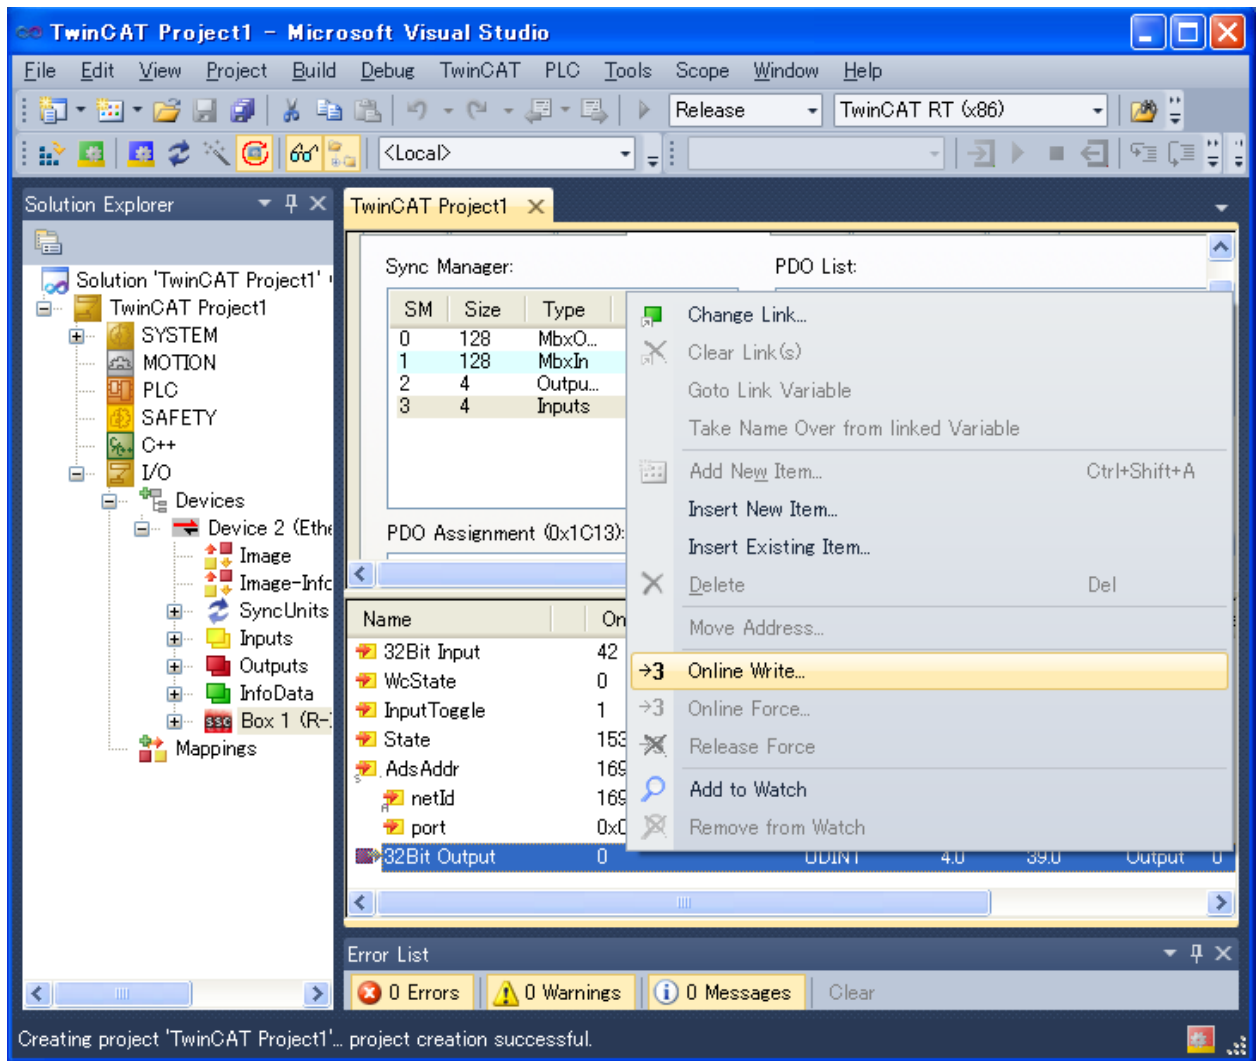 TwinCAT Project1 - Microsoft Visual Studio
File Edit View Project Build Debug TwinCAT PLC Tools Scope Window Help
Release TwinCAT RT (x86)
<Local>
Solution Explorer
Solution 'TwinCAT Project1'
TwinCAT Project1
SYSTEM
MOTION
PLC
SAFETY
C++
I/O
Devices
Device 2 (Ethe
Image
Image-Info
SyncUnits
Inputs
Outputs
InfoData
Box 1 (R-
Mappings
TwinCAT Project1
Sync Manager:
PDO List:
SM Size Type
0 128 MbxO...
1 128 MbxIn
2 4 Outpu...
3 4 Inputs
PDO Assignment (0x1C13):
Name On
32Bit Input 42
WcState 0
InputToggle 1
State 153
AdsAddr 169
netId 169
port 0x0
32Bit Output 0 UDINT 4.0 39.0 Output 0
Change Link...
Clear Link(s)
Goto Link Variable
Take Name Over from linked Variable
Add New Item... Ctrl+Shift+A
Insert New Item...
Insert Existing Item...
Delete Del
Move Address...
Online Write...
Online Force...
Release Force
Add to Watch
Remove from Watch
Error List
0 Errors 0 Warnings 0 Messages Clear
Creating project 'TwinCAT Project1'... project creation successful.